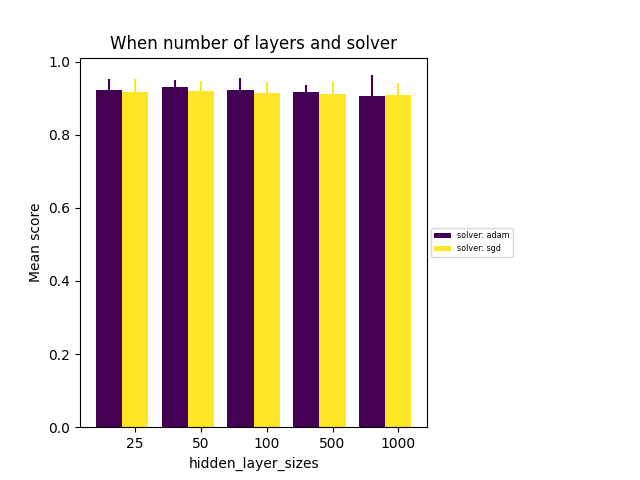 When number of layers and solver
1.0
0.8
0.6
0.4
0.2
0.0
Mean score
25 50 100 500 1000
hidden_layer_sizes
solver: adam
solver: sgd